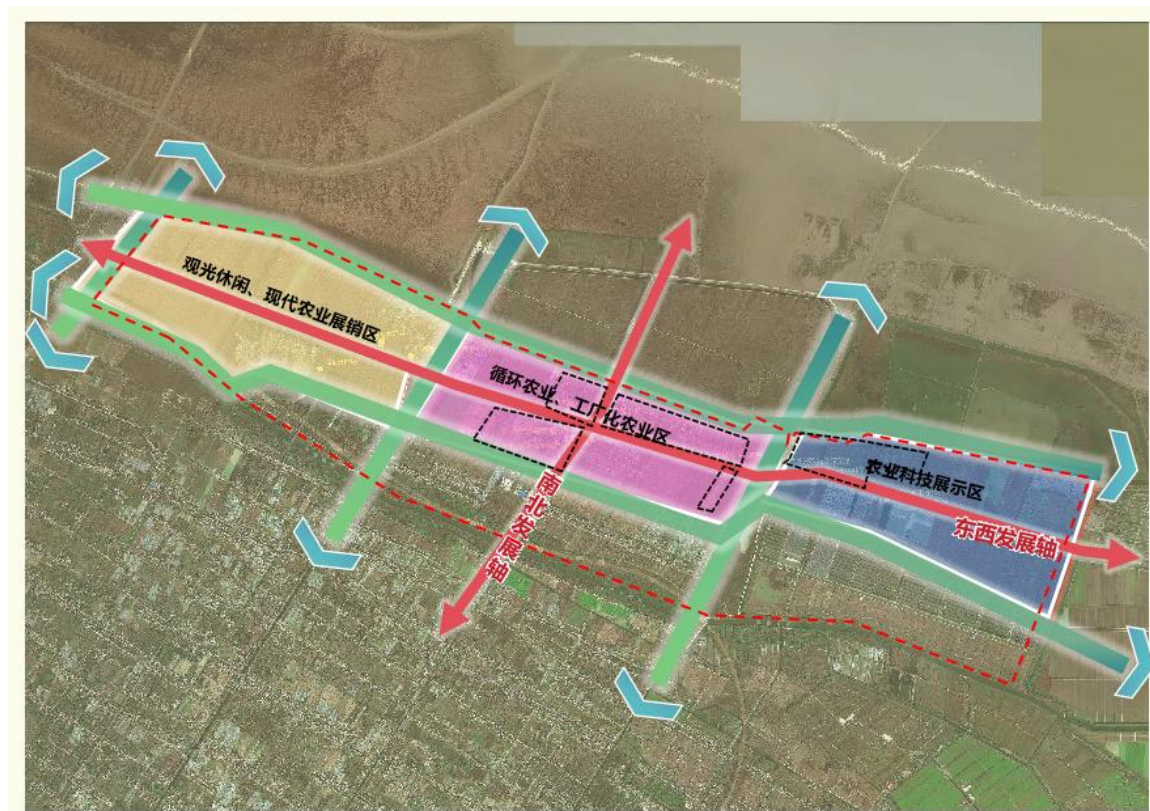 观光休闲、现代农业展销区
循环农业、工厂化农业区
农业科技展示区
南北发展轴
东西发展轴